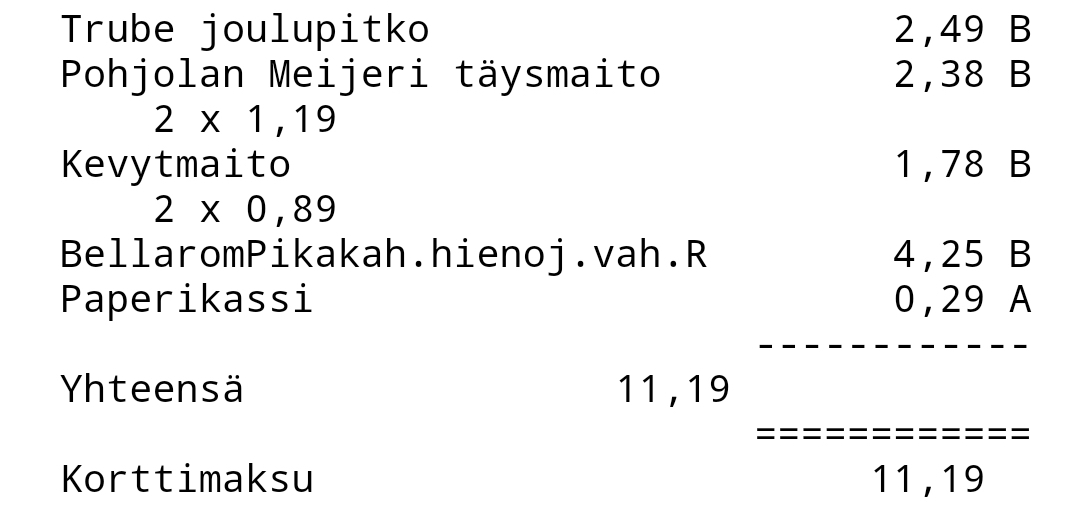 Trube joulupitko 2,49 B
Pohjolan Meijeri täysmaito 2,38 B
2 x 1,19
Kevytmaito 1,78 B
2 x 0,89
BellaromPikakah.hienoj.vah.R 4,25 B
Paperikassi 0,29 A
------------
Yhteensä 11,19
============
Korttimaksu 11,19